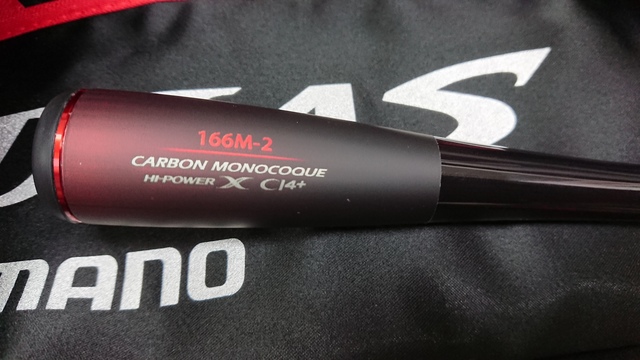 166M-2
CARBON MONOCOQUE
HI-POWER X CI4+
MANO